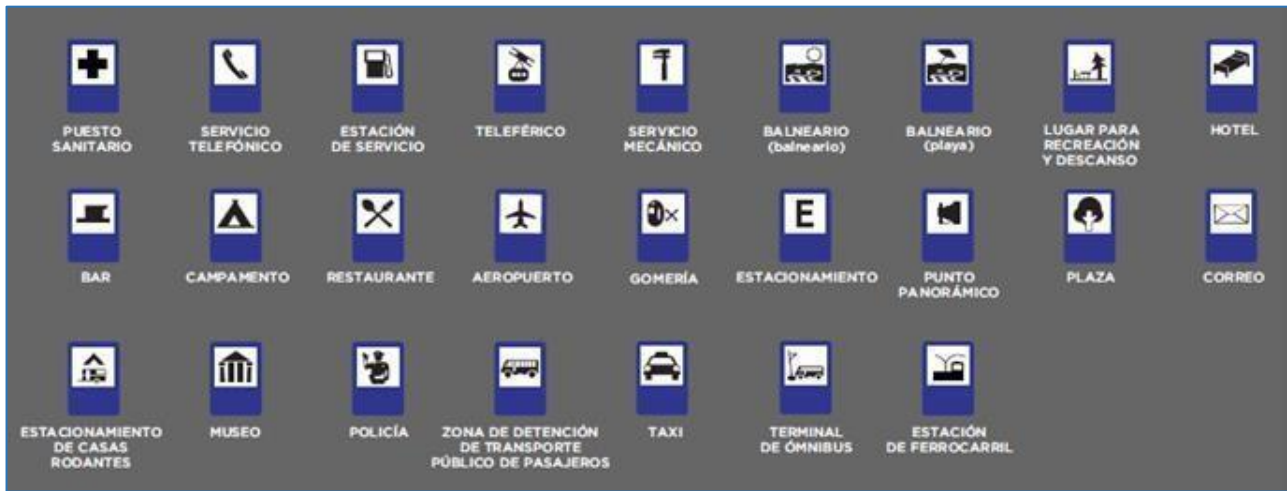 PUESTO
SANITARIO
SERVICIO
TELEFÓNICO
ESTACIÓN
DE SERVICIO
TELEFÉRICO
SERVICIO
MECÁNICO
BALNEARIO
(balneario)
BALNEARIO
(playa)
LUGAR PARA
RECREACIÓN
Y DESCANSO
HOTEL
BAR
CAMPAMENTO
RESTAURANTE
AEROPUERTO
GOMERÍA
E
ESTACIONAMIENTO
PUNTO
PANORÁMICO
PLAZA
CORREO
ESTACIONAMIENTO
DE CASAS
RODANTES
MUSEO
POLICÍA
ZONA DE DETENCIÓN
DE TRANSPORTE
PÚBLICO DE PASAJEROS
TAXI
TERMINAL
DE ÓMNIBUS
ESTACIÓN
DE FERROCARRIL